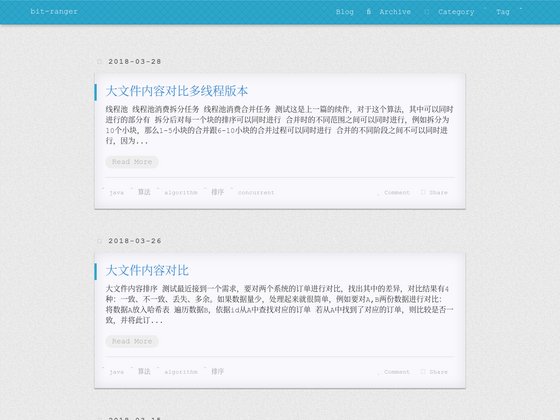 bit-ranger
Blog Archive Category Tag
2018-03-28
大文件内容对比多线程版本
线程池 线程池消费拆分任务 线程池消费合并任务 测试这是上一篇的续作，对于这个算法，其中可以同时
进行的部分有 拆分后对每一个块的排序可以同时进行 合并时的不同范围之间可以同时进行，例如拆分为
10个小块，那么1-5小块的合并跟6-10小块的合并过程可以同时进行 合并的不同阶段之间不可以同时进
行，因为...
Read More
java 算法 algorithm 排序 concurrent
Comment Share
2018-03-26
大文件内容对比
大文件内容排序 测试最近接到一个需求，要对两个系统的订单进行对比，找出其中的差异，对比结果有4
种：一致、不一致、丢失、多余。如果数据量少，处理起来就很简单，例如要对A,B两份数据进行对比：
将数据A放入哈希表 遍历数据B，依据id从A中查找对应的订单 若从A中找到了对应的订单，则比较是否一
致，并将此订...
Read More
java 算法 algorithm 排序
Comment Share